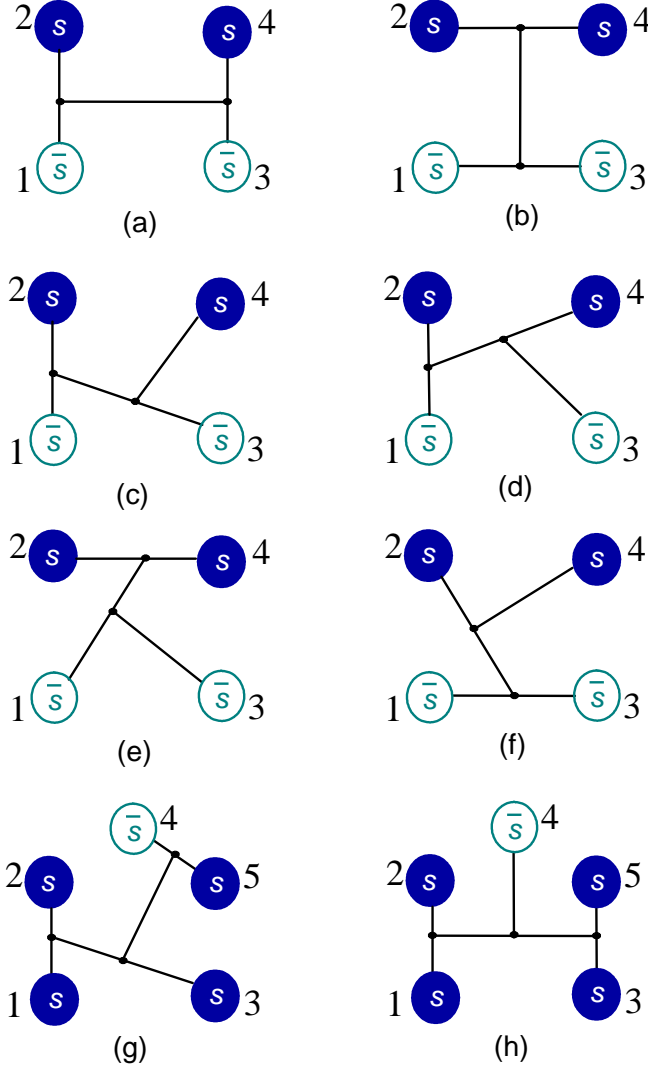 2 s s 4 2 s s 4
1 s̄ s̄ 3 1 s̄ s̄ 3
(a) (b)
2 s s 4 2 s s 4
1 s̄ s̄ 3 1 s̄ s̄ 3
(c) (d)
2 s s 4 2 s s 4
1 s̄ s̄ 3 1 s̄ s̄ 3
(e) (f)
s̄ 4 s̄ 4
2 s s 5 2 s s 5
1 s s 3 1 s s 3
(g) (h)